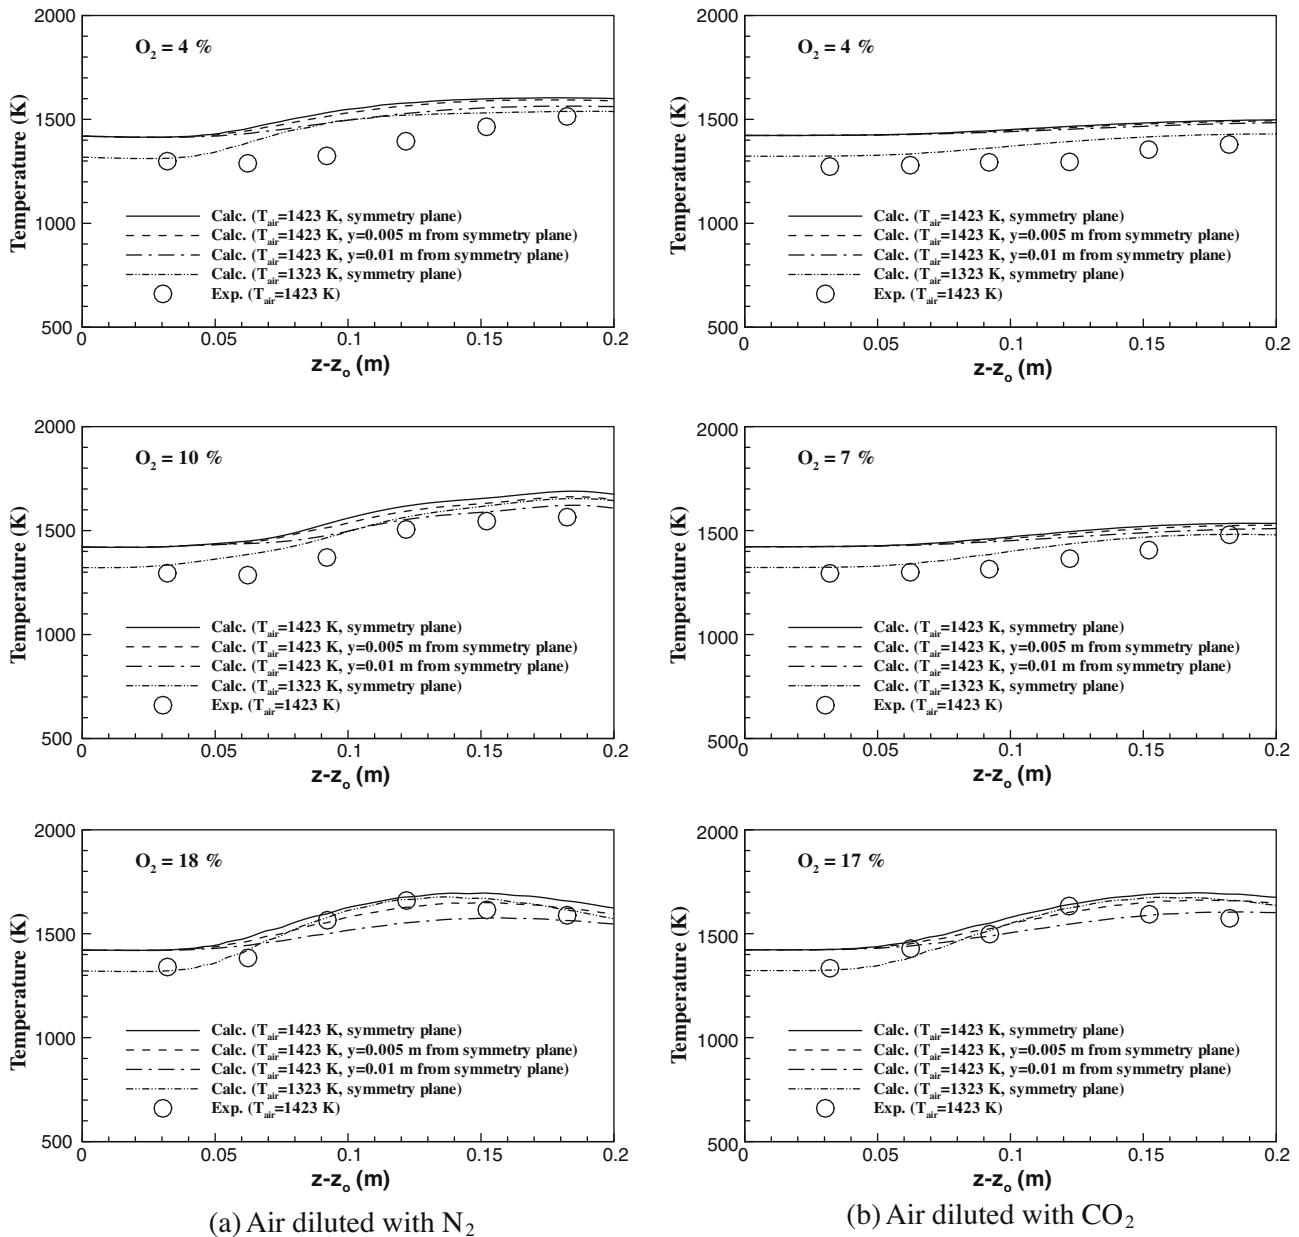 2000
1500
1000
500
Temperature (K)
O2 = 4 %
Calc. (Tair=1423 K, symmetry plane)
Calc. (Tair=1423 K, y=0.005 m from symmetry plane)
Calc. (Tair=1423 K, y=0.01 m from symmetry plane)
Calc. (Tair=1323 K, symmetry plane)
Exp. (Tair=1423 K)
0 0.05 0.1 0.15 0.2
z-zo (m)
2000
1500
1000
500
Temperature (K)
O2 = 4 %
Calc. (Tair=1423 K, symmetry plane)
Calc. (Tair=1423 K, y=0.005 m from symmetry plane)
Calc. (Tair=1423 K, y=0.01 m from symmetry plane)
Calc. (Tair=1323 K, symmetry plane)
Exp. (Tair=1423 K)
0 0.05 0.1 0.15 0.2
z-zo (m)
2000
1500
1000
500
Temperature (K)
O2 = 10 %
Calc. (Tair=1423 K, symmetry plane)
Calc. (Tair=1423 K, y=0.005 m from symmetry plane)
Calc. (Tair=1423 K, y=0.01 m from symmetry plane)
Calc. (Tair=1323 K, symmetry plane)
Exp. (Tair=1423 K)
0 0.05 0.1 0.15 0.2
z-zo (m)
2000
1500
1000
500
Temperature (K)
O2 = 7 %
Calc. (Tair=1423 K, symmetry plane)
Calc. (Tair=1423 K, y=0.005 m from symmetry plane)
Calc. (Tair=1423 K, y=0.01 m from symmetry plane)
Calc. (Tair=1323 K, symmetry plane)
Exp. (Tair=1423 K)
0 0.05 0.1 0.15 0.2
z-zo (m)
2000
1500
1000
500
Temperature (K)
O2 = 18 %
Calc. (Tair=1423 K, symmetry plane)
Calc. (Tair=1423 K, y=0.005 m from symmetry plane)
Calc. (Tair=1423 K, y=0.01 m from symmetry plane)
Calc. (Tair=1323 K, symmetry plane)
Exp. (Tair=1423 K)
0 0.05 0.1 0.15 0.2
z-zo (m)
(a) Air diluted with N2
2000
1500
1000
500
Temperature (K)
O2 = 17 %
Calc. (Tair=1423 K, symmetry plane)
Calc. (Tair=1423 K, y=0.005 m from symmetry plane)
Calc. (Tair=1423 K, y=0.01 m from symmetry plane)
Calc. (Tair=1323 K, symmetry plane)
Exp. (Tair=1423 K)
0 0.05 0.1 0.15 0.2
z-zo (m)
(b) Air diluted with CO2